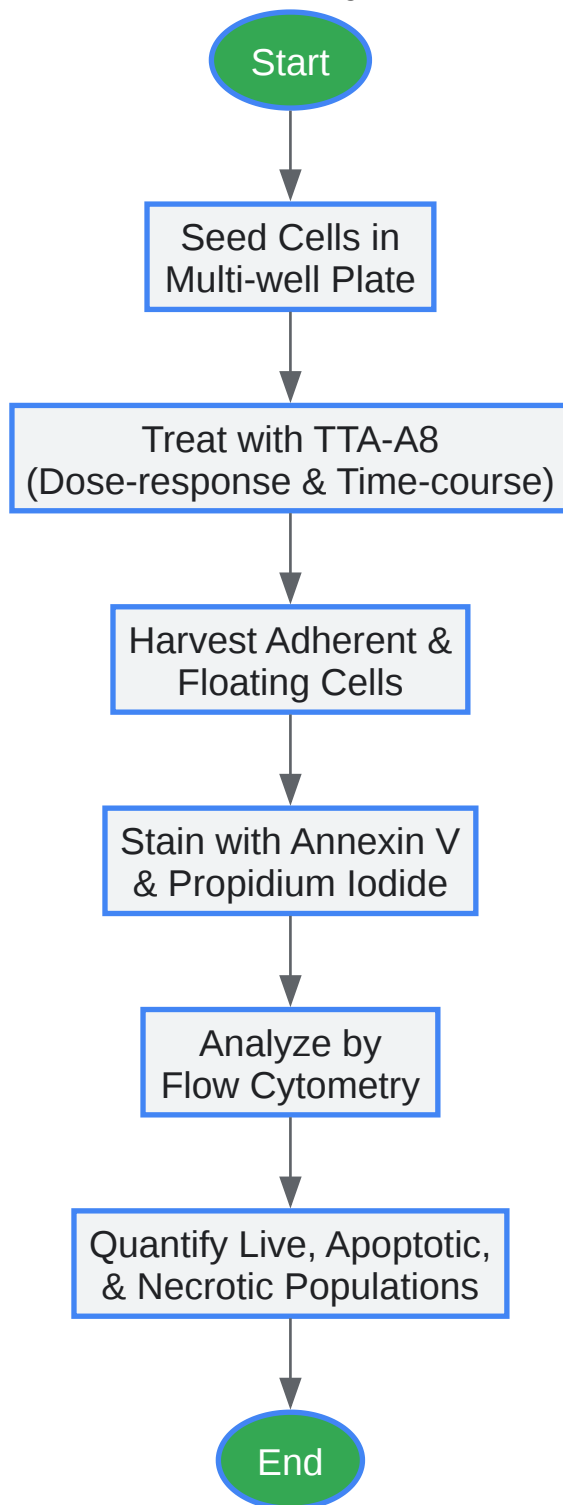 Start
Seed Cells in
Multi-well Plate
Treat with TTA-A8
(Dose-response & Time-course)
Harvest Adherent &
Floating Cells
Stain with Annexin V
& Propidium Iodide
Analyze by
Flow Cytometry
Quantify Live, Apoptotic,
& Necrotic Populations
End